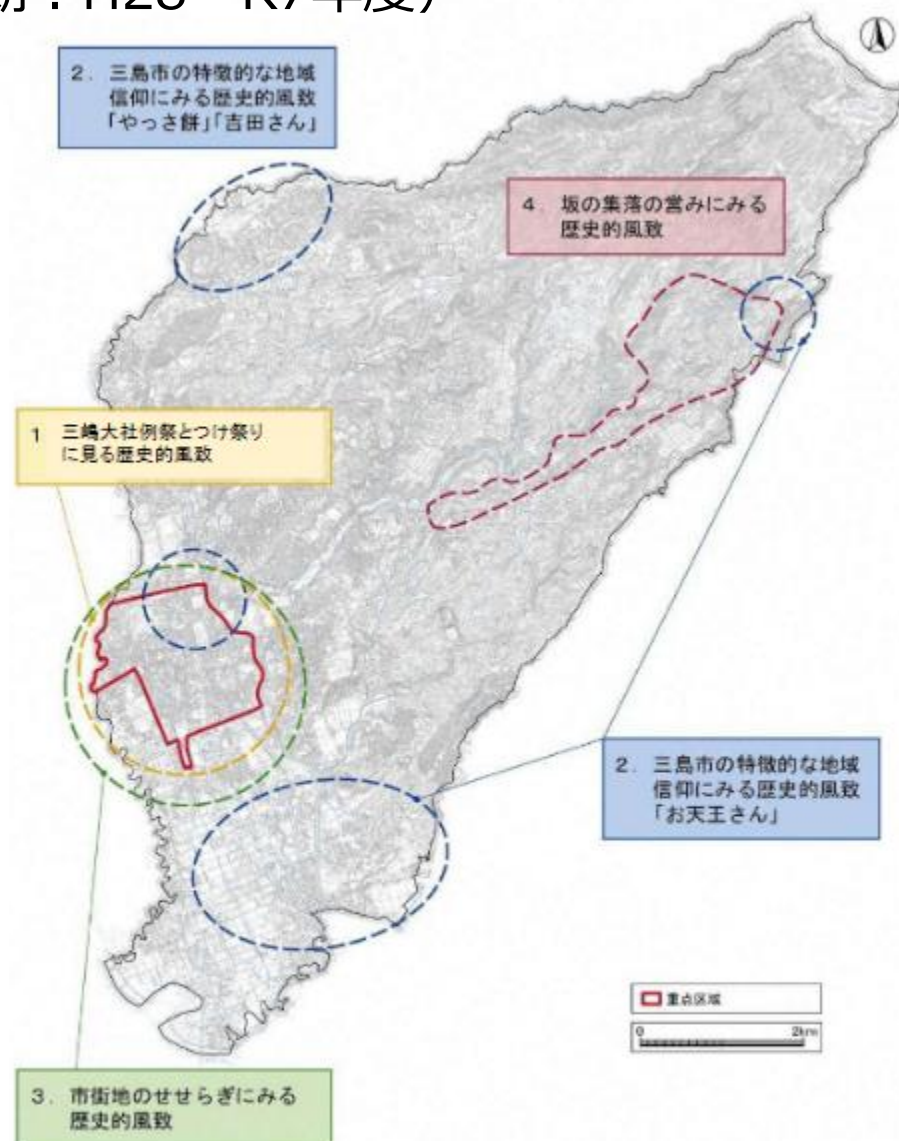 期：H28～R7年度）
2．三島市の特徴的な地域
信仰にみる歴史的風致
「やっさ餅」「吉田さん」
4．坂の集落の営みにみる
歴史的風致
1 三嶋大社例祭とつけ祭り
に見る歴史的風致
2．三島市の特徴的な地域
信仰にみる歴史的風致
「お天王さん」
重点区域
0 2km
3．市街地のせせらぎにみる
歴史的風致